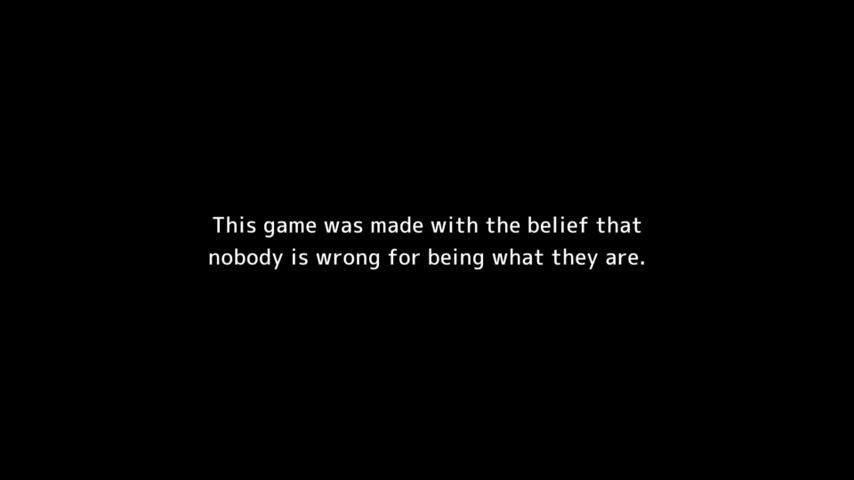 This game was made with the belief that
nobody is wrong for being what they are.